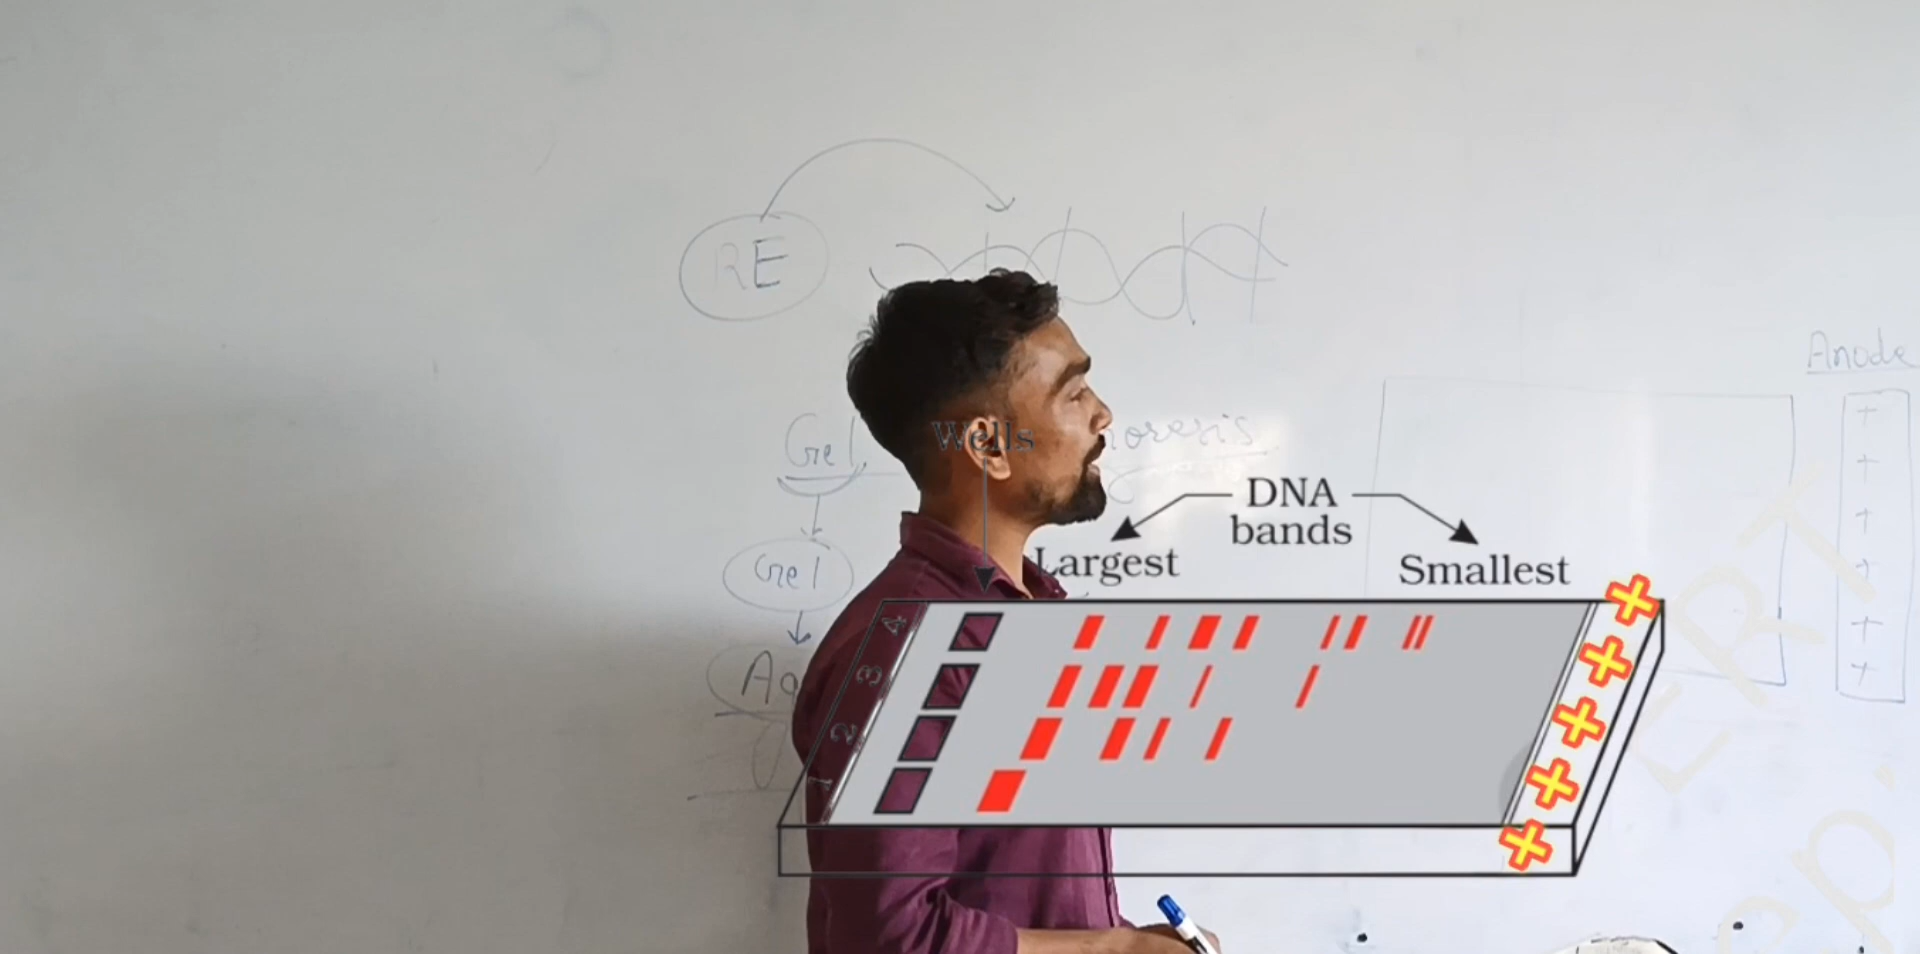 RE
Anode
+
+
+
+
+
+
Gel
Wells
DNA
bands
Largest
Smallest
Gel
4
3
2
1